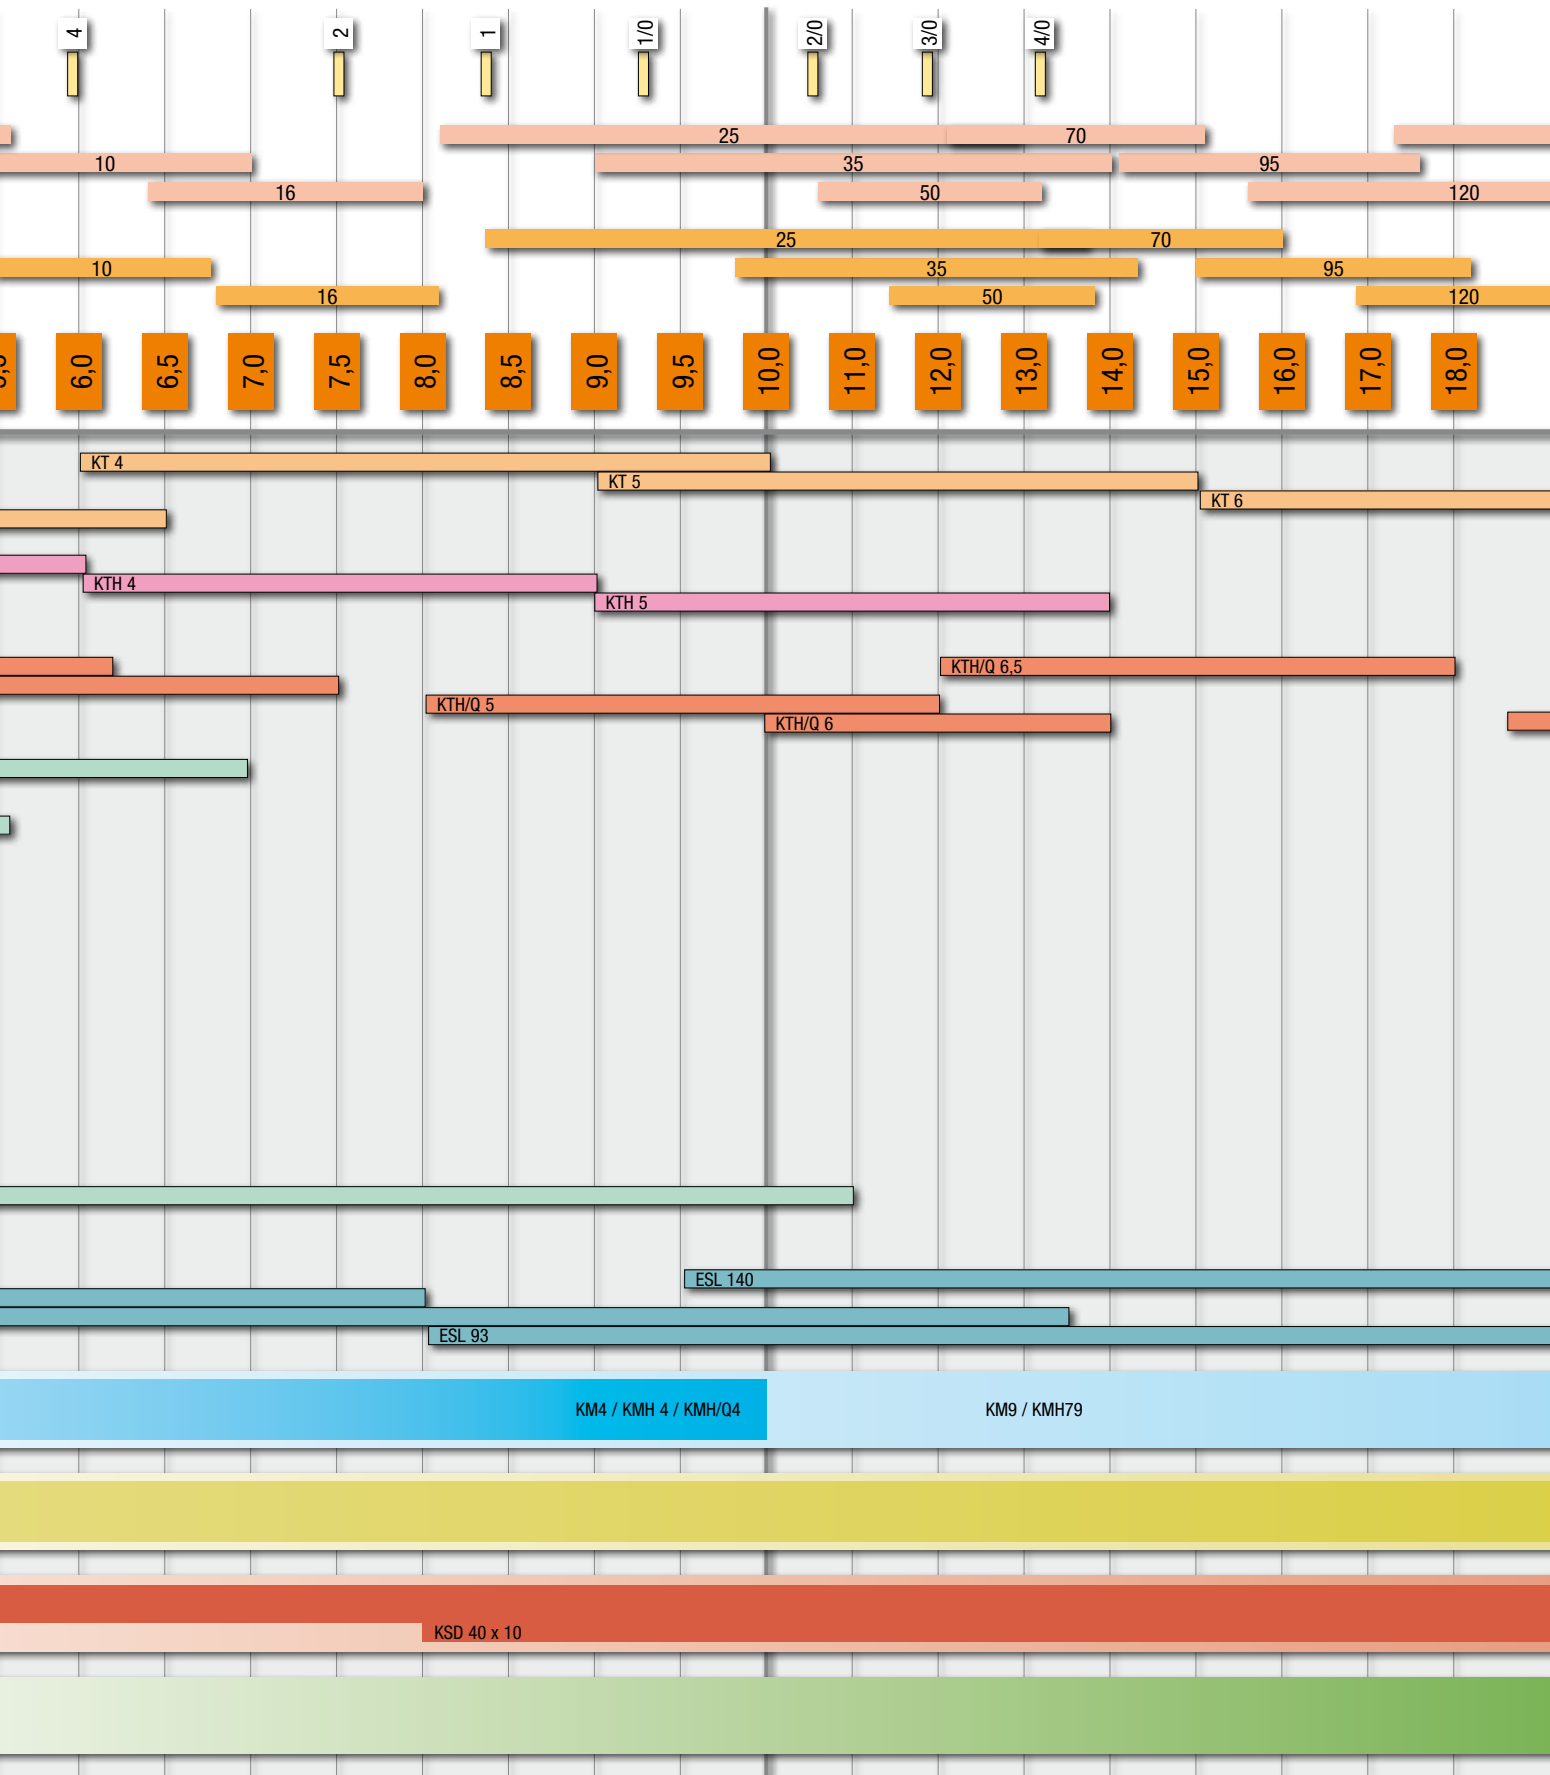 4 2 1 1/0 2/0 3/0 4/0
25 70
10 35 95
16 50 120
25 70
10 35 95
16 50 120
6,0 6,5 7,0 7,5 8,0 8,5 9,0 9,5 10,0 11,0 12,0 13,0 14,0 15,0 16,0 17,0 18,0
KT 4
KT 5
KT 6
KTH 4
KTH 5
KTH/Q 6,5
KTH/Q 5
KTH/Q 6
ESL 140
ESL 93
KM4 / KMH 4 / KMH/Q4 KM9 / KMH79
KSD 40 x 10